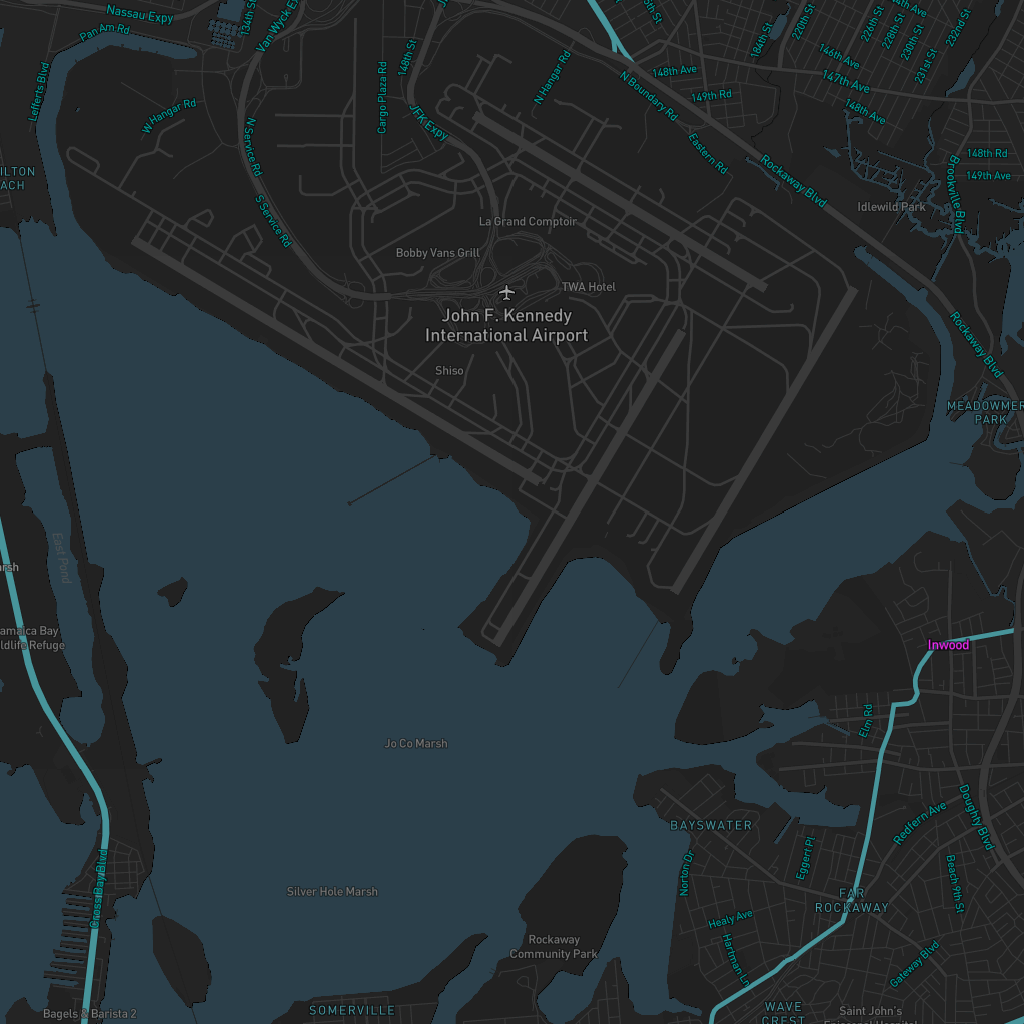 Nassau Expy
Pan Am Rd
134th St
Van Wyck Ex
148th St
Lefferts Blvd
W Hangar Rd
Cargo Plaza Rd
N Hangar Rd
JFK Expy
N Boundary Rd
148th Ave
149th Rd
184th St
220th St
226th St
228th St
230th St
231st St
232nd St
146th Ave
147th Ave
148th Ave
N Service Rd
S Service Rd
Eastern Rd
Rockaway Blvd
148th Rd
149th Ave
Brookville Blvd
Idlewild Park
ILTON
ACH
La Grand Comptoir
Bobby Vans Grill
TWA Hotel
John F. Kennedy
International Airport
Shiso
Rockaway Blvd
MEADOWMER
PARK
East Pond
arsh
amaica Bay
ldlife Refuge
Inwood
Elm Rd
Jo Co Marsh
BAYSWATER
Redfern Ave
Doughty Blvd
Norton Dr
Eggert Pl
Beach 9th St
Cross Bay Blvd
Silver Hole Marsh
FAR
ROCKAWAY
Healy Ave
Hartman Ln
Rockaway
Community Park
Gateway Blvd
Bagels & Barista 2
SOMERVILLE
WAVE
CREST
Saint John's
Episcopal Hospital